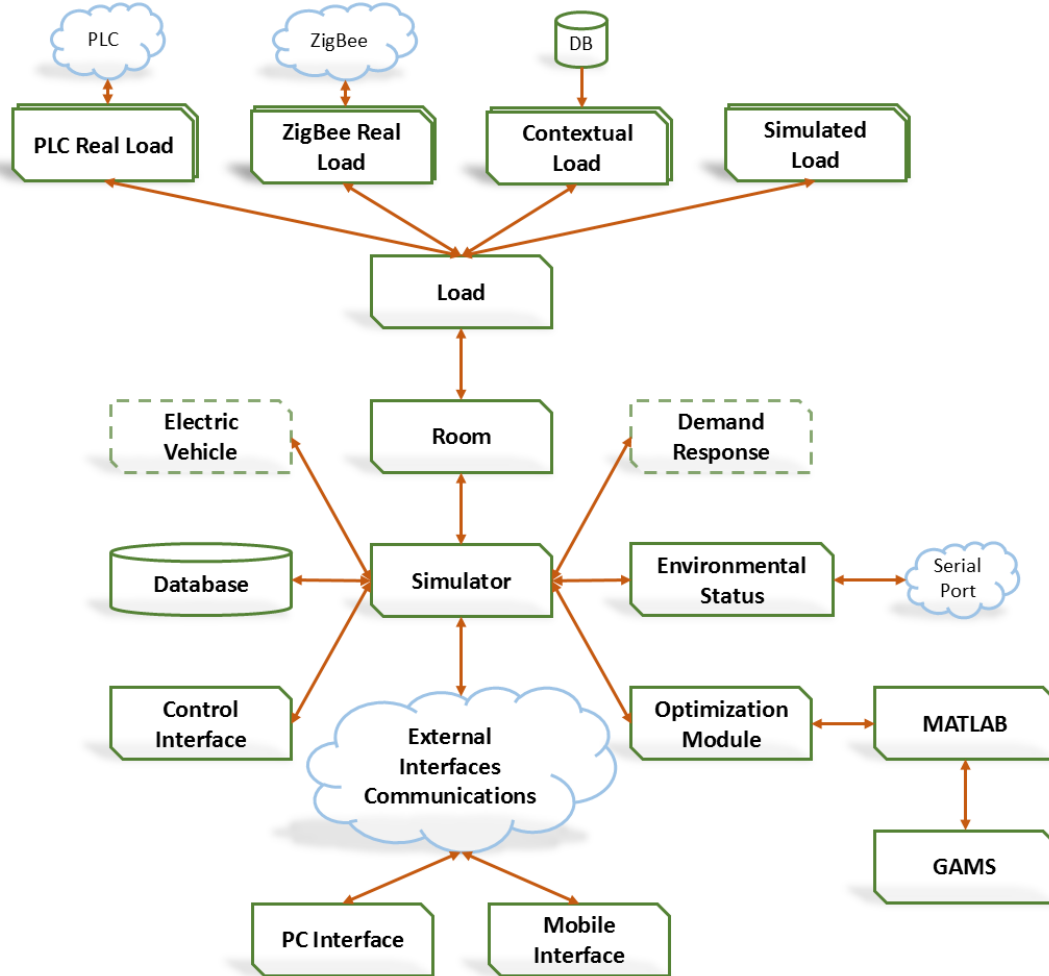 PLC
ZigBee
DB
PLC Real Load
ZigBee Real
Load
Contextual
Load
Simulated
Load
Load
Electric
Vehicle
Room
Demand
Response
Database
Simulator
Environmental
Status
Serial
Port
Control
Interface
External
Interfaces
Communications
Optimization
Module
MATLAB
GAMS
PC Interface
Mobile
Interface